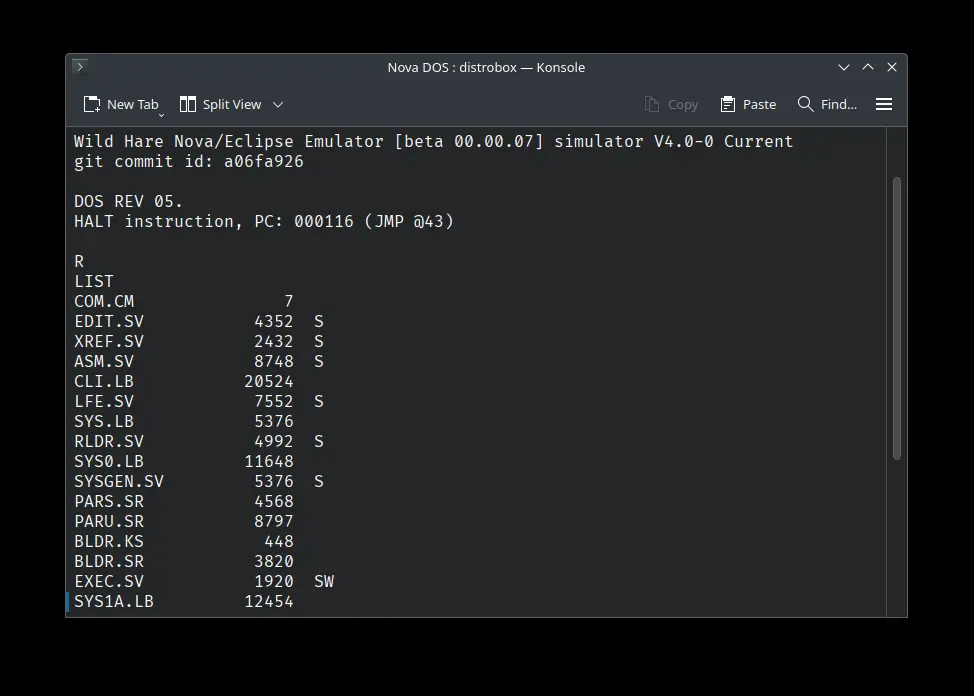 Nova DOS : distrobox — Konsole
New Tab Split View Copy Paste Find...
Wild Hare Nova/Eclipse Emulator [beta 00.00.07] simulator V4.0-0 Current
git commit id: a06fa926
DOS REV 05.
HALT instruction, PC: 000116 (JMP @43)
R
LIST
COM.CM 7
EDIT.SV 4352 S
XREF.SV 2432 S
ASM.SV 8748 S
CLI.LB 20524
LFE.SV 7552 S
SYS.LB 5376
RLDR.SV 4992 S
SYS0.LB 11648
SYSGEN.SV 5376 S
PARS.SR 4568
PARU.SR 8797
BLDR.KS 448
BLDR.SR 3820
EXEC.SV 1920 SW
SYS1A.LB 12454